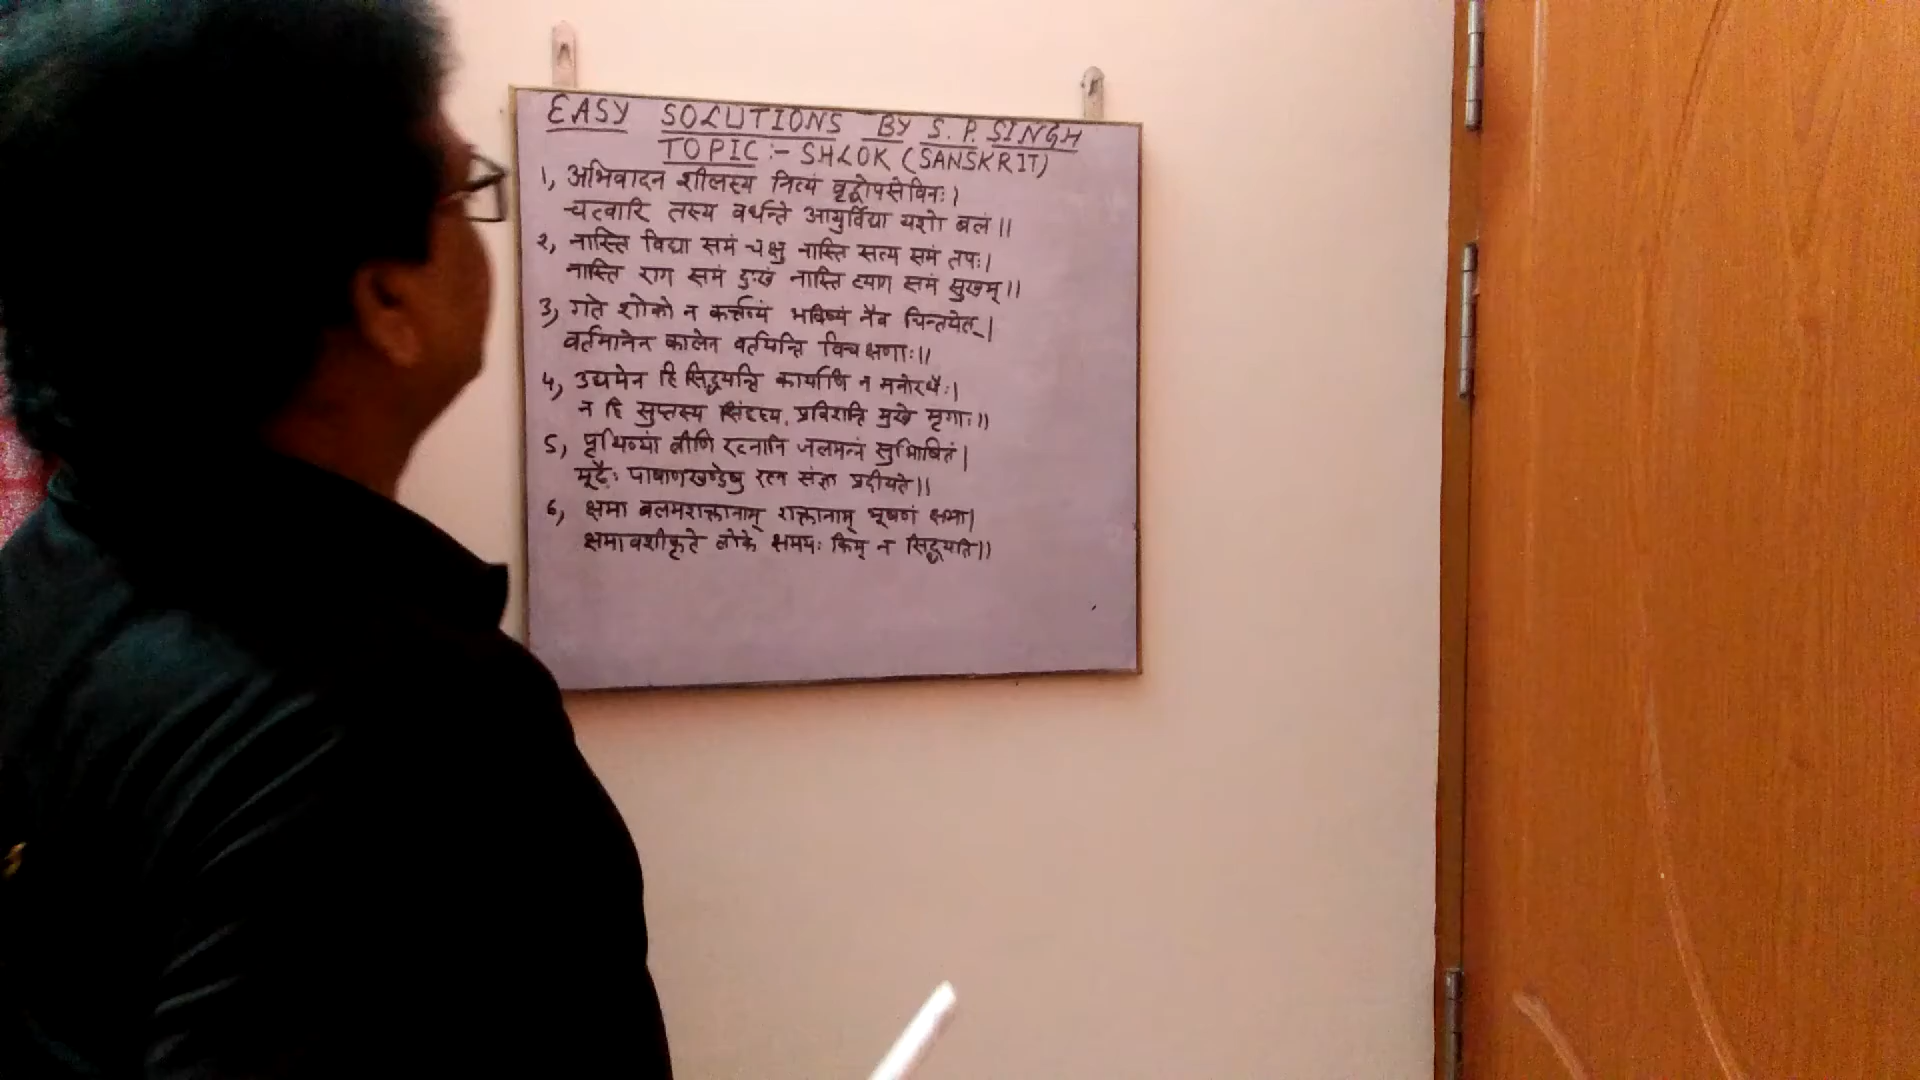 EASY SOLUTIONS BY S. P. SINGH
TOPIC:- SHLOK (SANSKRIT)
1, अभिवादन शीलस्य नित्यं वृद्धोपसेविनः।
चत्वारि तस्य वर्धन्ते आयुर्विद्या यशो बलं॥
२, नास्ति विद्या समं चक्षु नास्ति सत्य समं तपः।
नास्ति राग समं दुःखं नास्ति त्याग समं सुखम्॥
3, गते शोको न कर्त्तव्यं भविष्यं नैव चिन्तयेत्।
वर्तमानेन कालेन वर्तयन्ति विचक्षणाः॥
4, उद्यमेन हि सिद्धयन्ति कार्याणि न मनोरथैः।
न हि सुप्तस्य सिंहस्य प्रविशन्ति मुखे मृगाः॥
5, पृथिव्यां त्रीणि रत्नानि जलमन्नं सुभाषितं।
मूढैः पाषाणखण्डेषु रत्न संज्ञा प्रदीयते॥
6, क्षमा बलमशक्तानाम् शक्तानाम् भूषणं क्षमा।
क्षमा वशीकृते लोके क्षमयः किम् न सिद्धयति॥